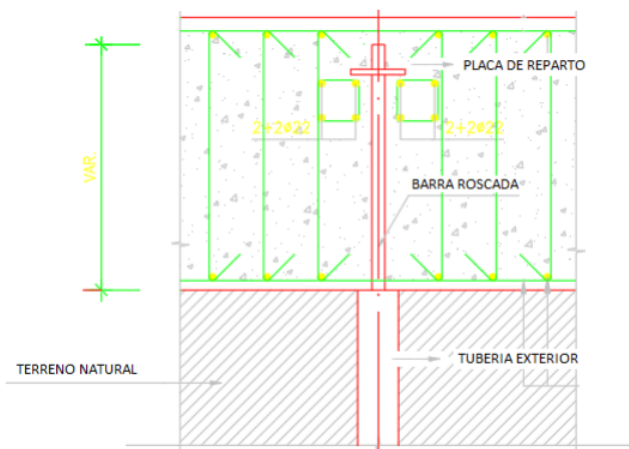 PLACA DE REPARTO
2+2ø22
2+2ø22
VAR.
BARRA ROSCADA
TUBERIA EXTERIOR
TERRENO NATURAL